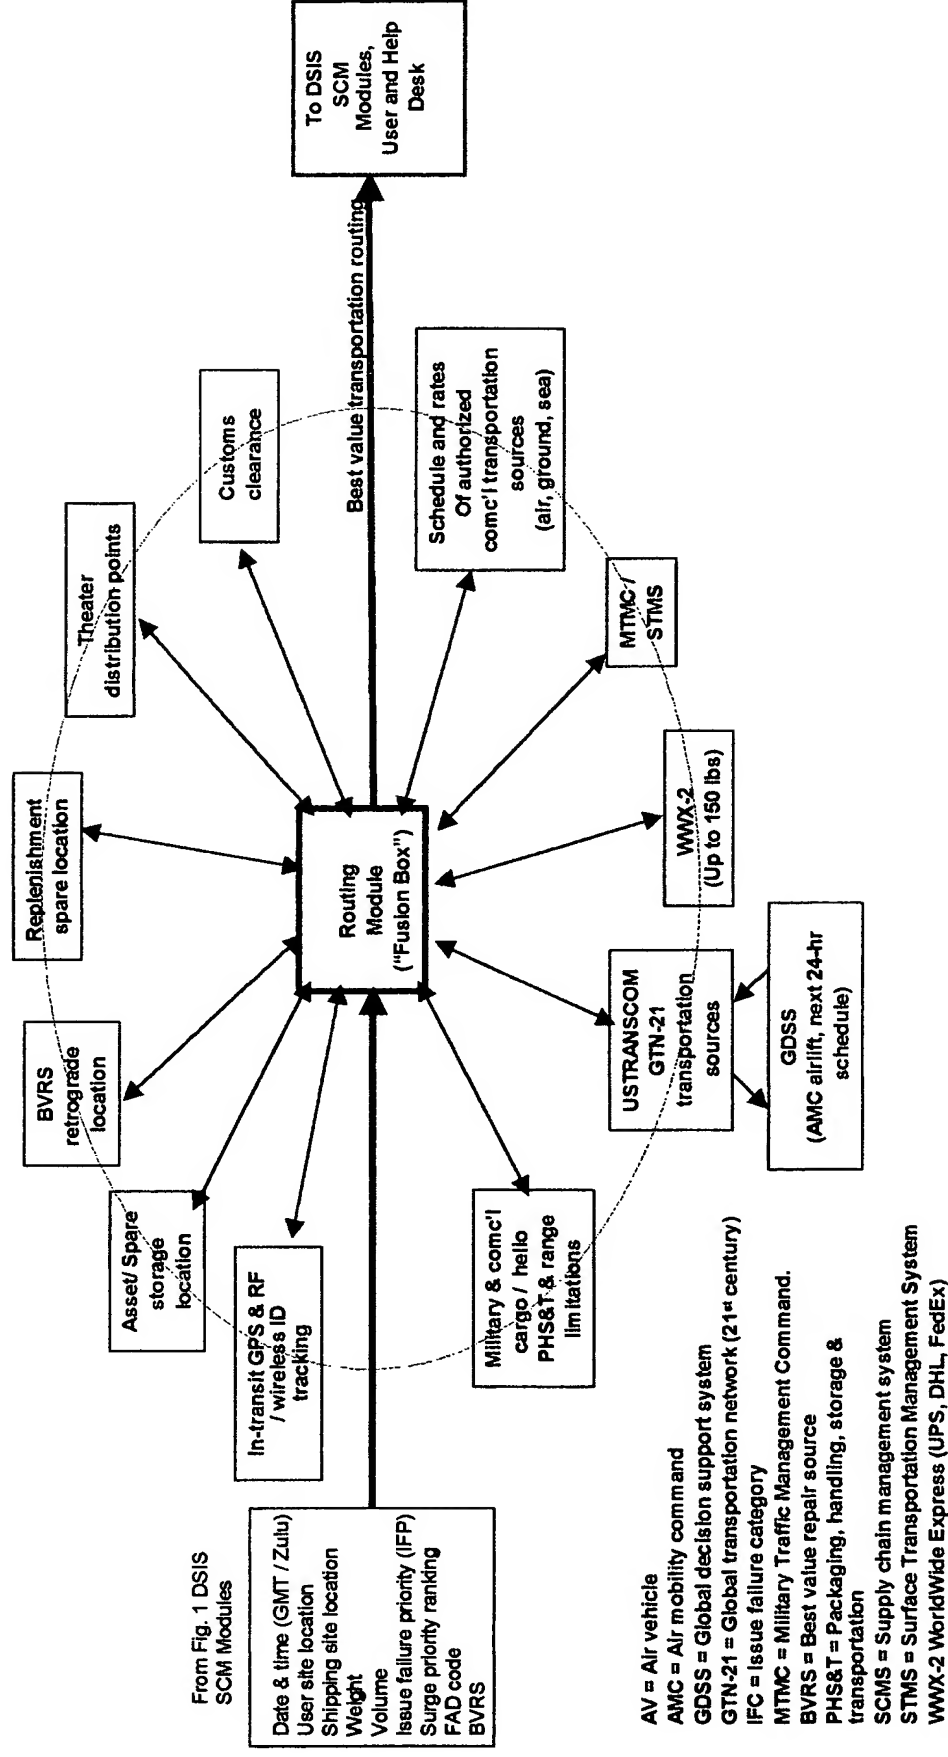 From Fig. 1 DSIS
SCM Modules
Date & time (GMT / Zulu)
User site location
Shipping site location
Weight
Volume
Issue failure priority (IFP)
Surge priority ranking
FAD code
BVRS
In-transit GPS & RF
/ wireless ID
tracking
Asset/ Spare
storage
location
BVRS
retrograde
location
Replenishment
spare location
Theater
distribution points
Customs
clearance
Routing
Module
("Fusion Box")
Best value transportation routing
To DSIS
SCM
Modules,
User and Help
Desk
Military & comc'l
cargo / hello
PHS&T & range
limitations
USTRANSCOM
GTN-21
transportation
sources
GDSS
(AMC airlift, next 24-hr
schedule)
WWX-2
(Up to 150 lbs)
MTMC /
STMS
Schedule and rates
Of authorized
comc'l transportation
sources
(air, ground, sea)
AV = Air vehicle
AMC = Air mobility command
GDSS = Global decision support system
GTN-21 = Global transportation network (21st century)
IFC = Issue failure category
MTMC = Military Traffic Management Command.
BVRS = Best value repair source
PHS&T = Packaging, handling, storage &
transportation
SCMS = Supply chain management system
STMS = Surface Transportation Management System
WWX-2 WorldWide Express (UPS, DHL, FedEx)